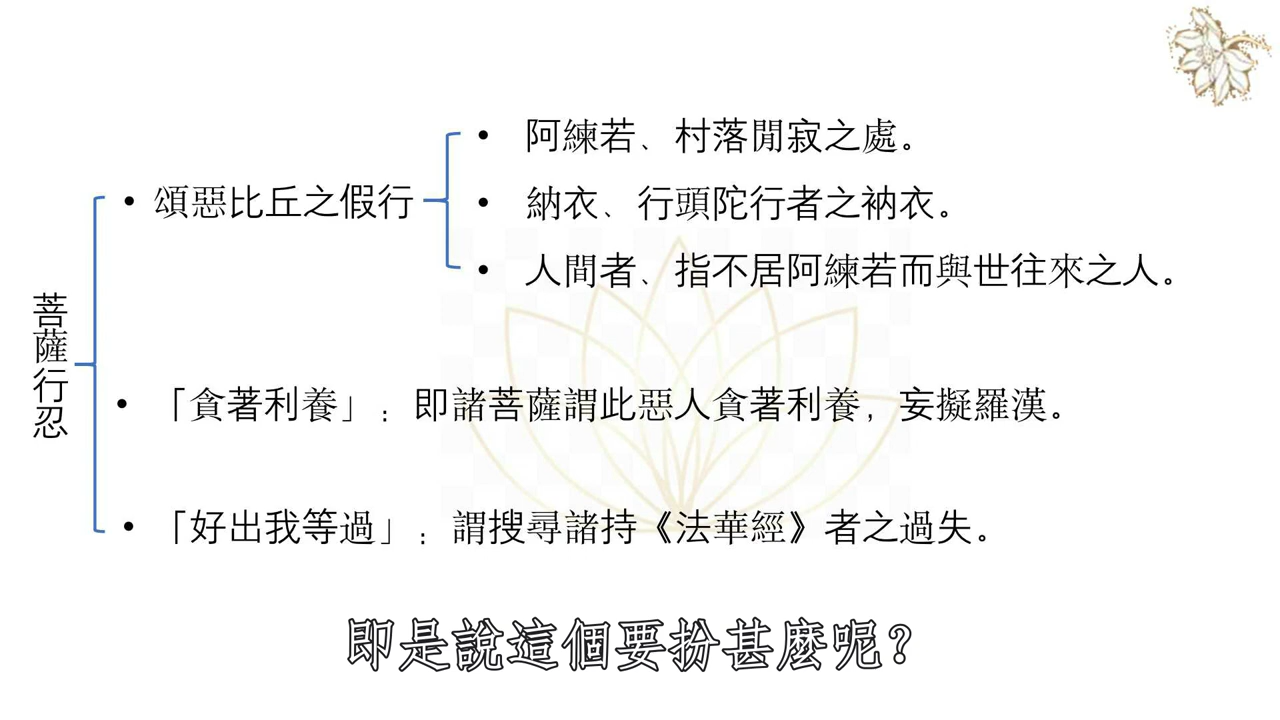 菩薩行忍
• 頌惡比丘之假行
• 阿練若、村落閒寂之處。
• 納衣、行頭陀行者之衲衣。
• 人間者、指不居阿練若而與世往來之人。
• 「貪著利養」：即諸菩薩謂此惡人貪著利養，妄擬羅漢。
• 「好出我等過」：謂搜尋諸持《法華經》者之過失。
即是說這個要扮甚麼呢？